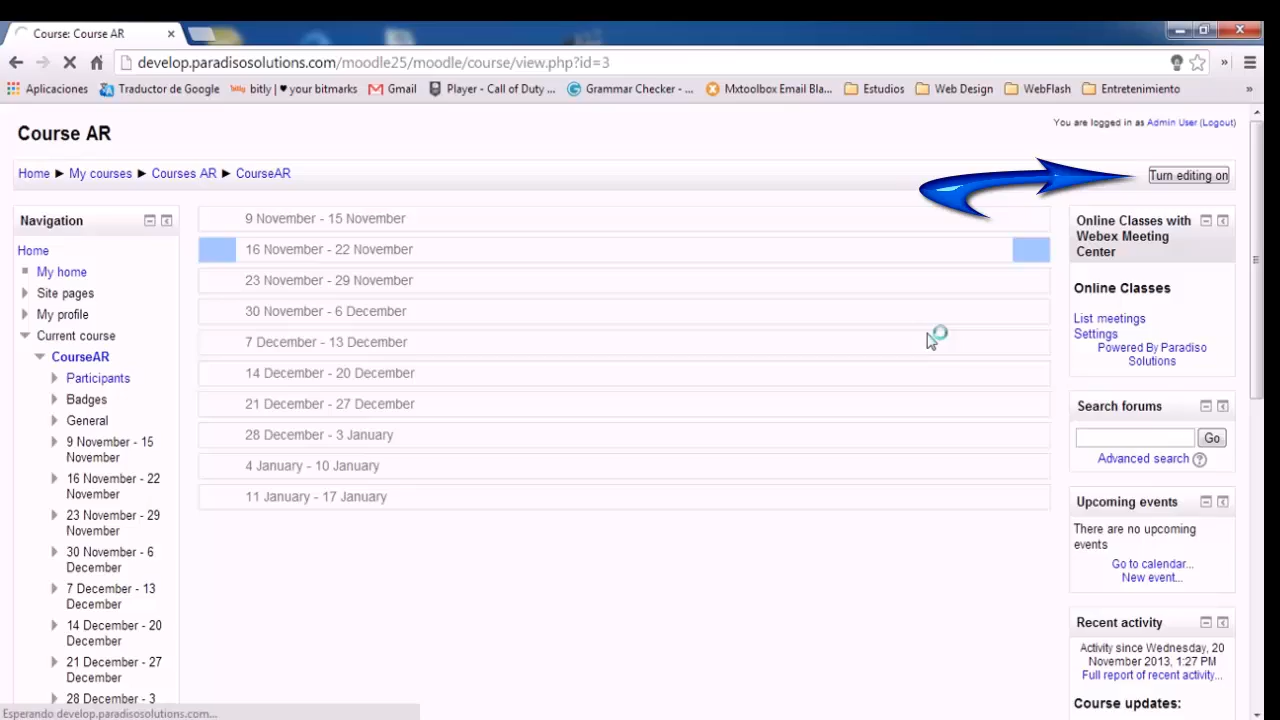 Course: Course AR
develop.paradisosolutions.com/moodle25/moodle/course/view.php?id=3
Aplicaciones Traductor de Google bitly | ♥ your bitmarks Gmail Player - Call of Duty ... Grammar Checker - ... Mxtoolbox Email Bla... Estudios Web Design WebFlash Entretenimiento
You are logged in as Admin User (Logout)
Course AR
Home ► My courses ► Courses AR ► CourseAR
Turn editing on
Navigation
Home
My home
Site pages
My profile
Current course
CourseAR
Participants
Badges
General
9 November - 15
November
16 November - 22
November
23 November - 29
November
30 November - 6
December
7 December - 13
December
14 December - 20
December
21 December - 27
December
28 December - 3
9 November - 15 November
16 November - 22 November
23 November - 29 November
30 November - 6 December
7 December - 13 December
14 December - 20 December
21 December - 27 December
28 December - 3 January
4 January - 10 January
11 January - 17 January
Online Classes with
Webex Meeting
Center
Online Classes
List meetings
Settings
Powered By Paradiso
Solutions
Search forums
Go
Advanced search
Upcoming events
There are no upcoming
events
Go to calendar...
New event...
Recent activity
Activity since Wednesday, 20
November 2013, 1:27 PM
Full report of recent activity...
Course updates:
Esperando develop.paradisosolutions.com...